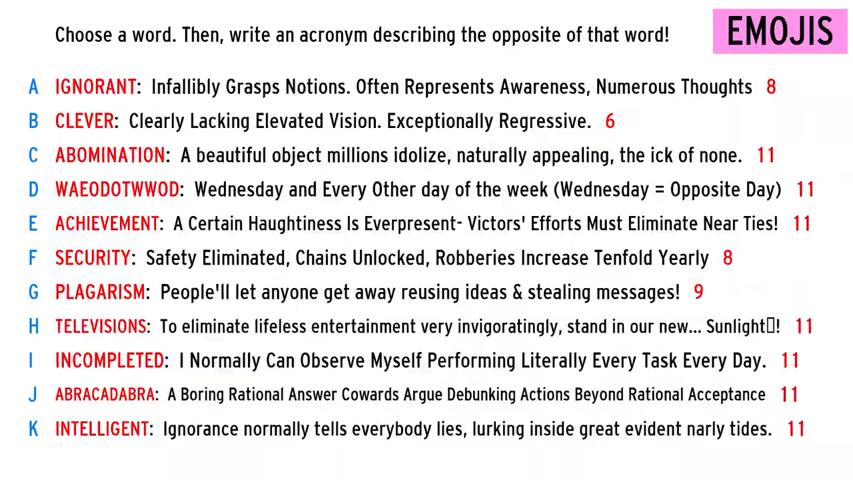 Choose a word. Then, write an acronym describing the opposite of that word!
EMOJIS
A IGNORANT: Infallibly Grasps Notions. Often Represents Awareness, Numerous Thoughts 8
B CLEVER: Clearly Lacking Elevated Vision. Exceptionally Regressive. 6
C ABOMINATION: A beautiful object millions idolize, naturally appealing, the ick of none. 11
D WAEODOTWWOD: Wednesday and Every Other day of the week (Wednesday = Opposite Day) 11
E ACHIEVEMENT: A Certain Haughtiness Is Everpresent- Victors' Efforts Must Eliminate Near Ties! 11
F SECURITY: Safety Eliminated, Chains Unlocked, Robberies Increase Tenfold Yearly 8
G PLAGARISM: People'll let anyone get away reusing ideas & stealing messages! 9
H TELEVISIONS: To eliminate lifeless entertainment very invigoratingly, stand in our new... Sunlight▯! 11
I INCOMPLETED: I Normally Can Observe Myself Performing Literally Every Task Every Day. 11
J ABRACADABRA: A Boring Rational Answer Cowards Argue Debunking Actions Beyond Rational Acceptance 11
K INTELLIGENT: Ignorance normally tells everybody lies, lurking inside great evident narly tides. 11